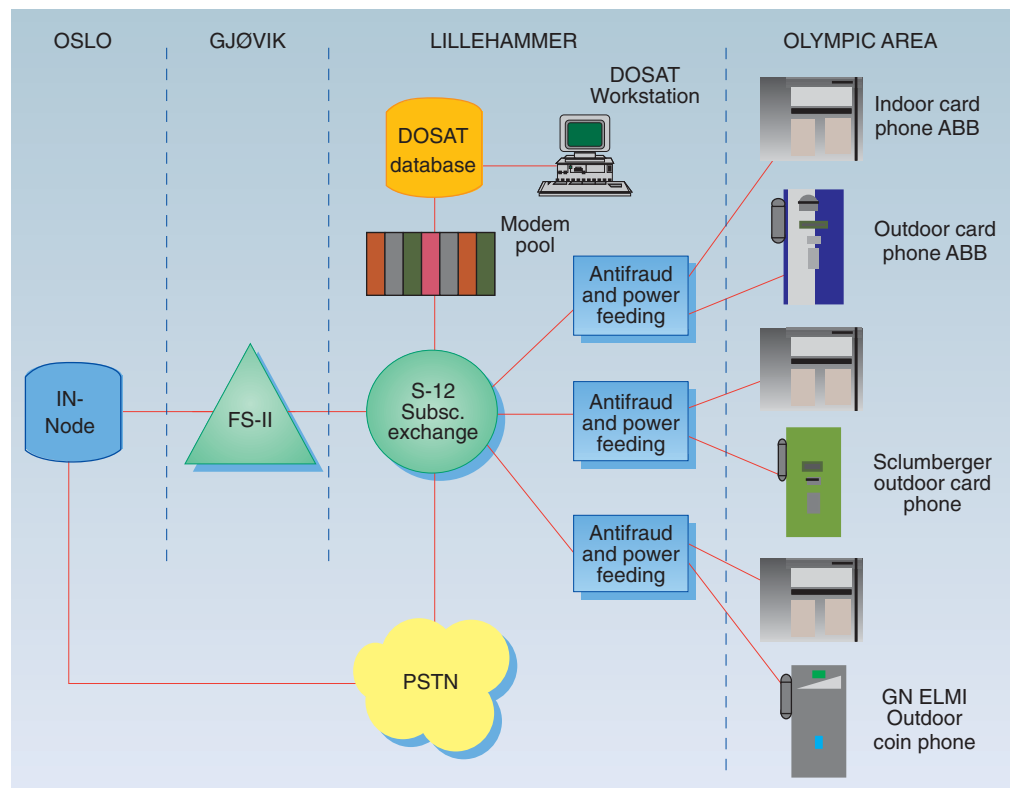 OSLO
GJØVIK
LILLEHAMMER
OLYMPIC AREA
DOSAT
Workstation
DOSAT
database
Modem
pool
Indoor card
phone ABB
Outdoor card
phone ABB
Antifraud
and power
feeding
IN-
Node
FS-II
S-12
Subsc.
exchange
Antifraud
and power
feeding
Sclumberger
outdoor card
phone
Antifraud
and power
feeding
PSTN
GN ELMI
Outdoor
coin phone